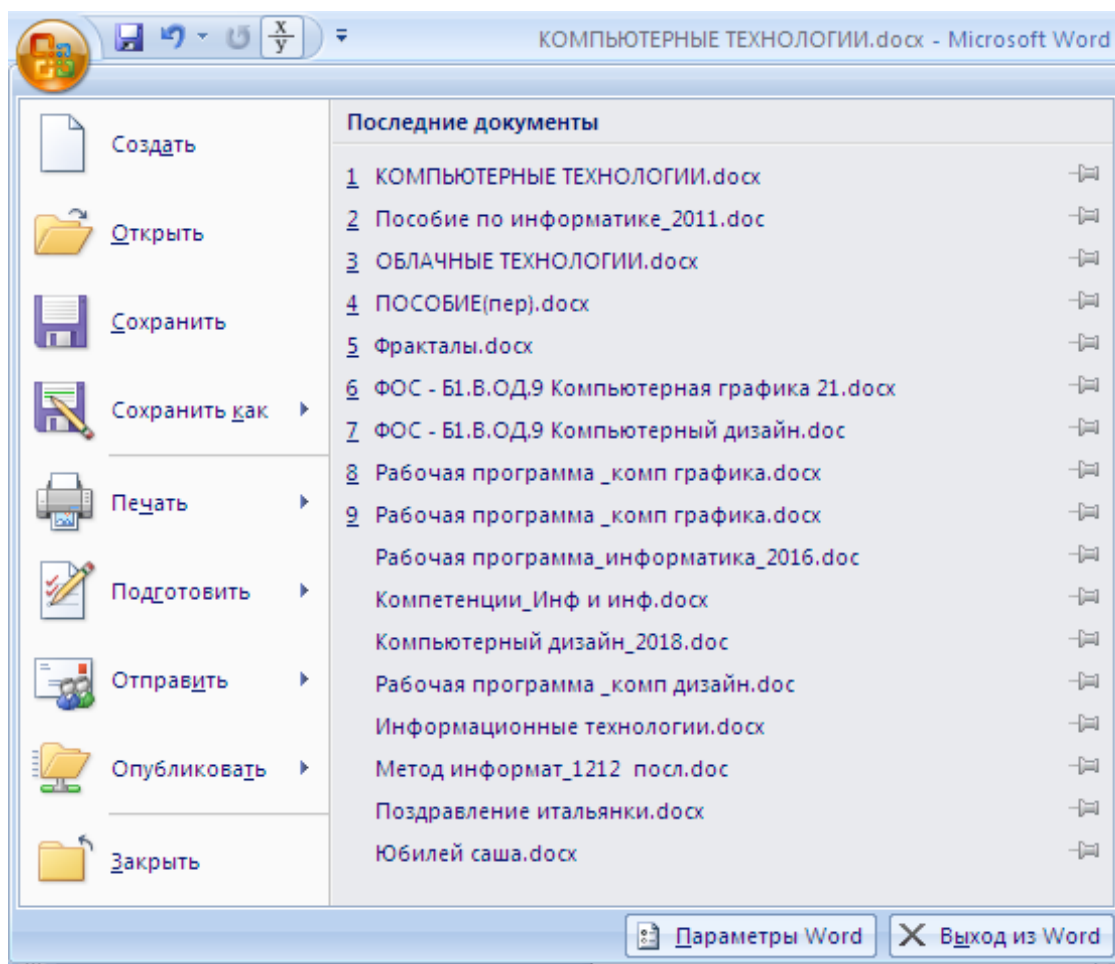 x
y
КОМПЬЮТЕРНЫЕ ТЕХНОЛОГИИ.docx - Microsoft Word
Создать
Открыть
Сохранить
Сохранить как
Печать
Подготовить
Отправить
Опубликовать
Закрыть
Последние документы
1 КОМПЬЮТЕРНЫЕ ТЕХНОЛОГИИ.docx
2 Пособие по информатике_2011.doc
3 ОБЛАЧНЫЕ ТЕХНОЛОГИИ.docx
4 ПОСОБИЕ(пер).docx
5 Фракталы.docx
6 ФОС - Б1.В.ОД.9 Компьютерная графика 21.docx
7 ФОС - Б1.В.ОД.9 Компьютерный дизайн.doc
8 Рабочая программа _комп графика.docx
9 Рабочая программа _комп графика.docx
Рабочая программа_информатика_2016.doc
Компетенции_Инф и инф.docx
Компьютерный дизайн_2018.doc
Рабочая программа _комп дизайн.doc
Информационные технологии.docx
Метод информат_1212 посл.doc
Поздравление итальянки.docx
Юбилей саша.docx
Параметры Word
Выход из Word